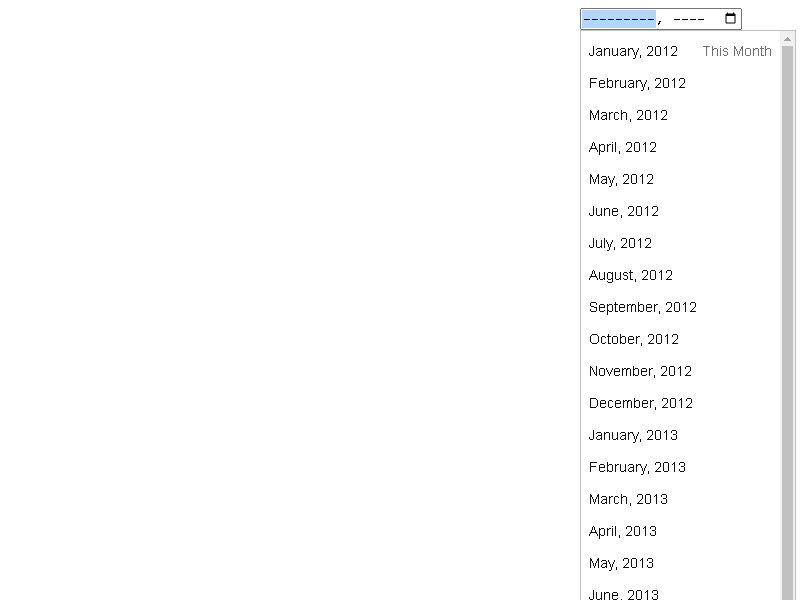 ---------, ----
January, 2012 This Month
February, 2012
March, 2012
April, 2012
May, 2012
June, 2012
July, 2012
August, 2012
September, 2012
October, 2012
November, 2012
December, 2012
January, 2013
February, 2013
March, 2013
April, 2013
May, 2013
June, 2013